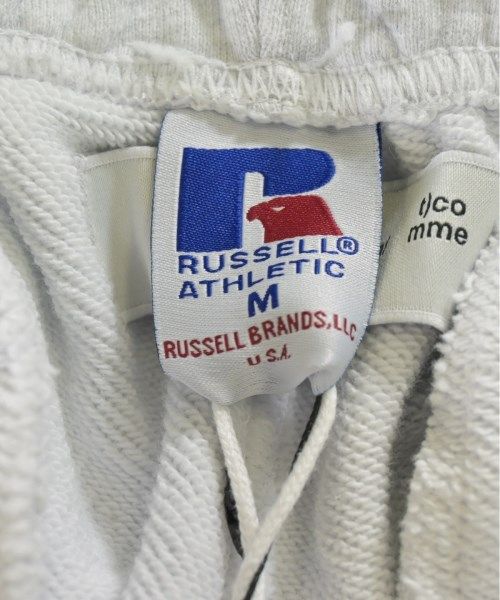 RUSSELL®
ATHLETIC
M
RUSSELL BRANDS, LLC
U.S.A.
t)co
mme